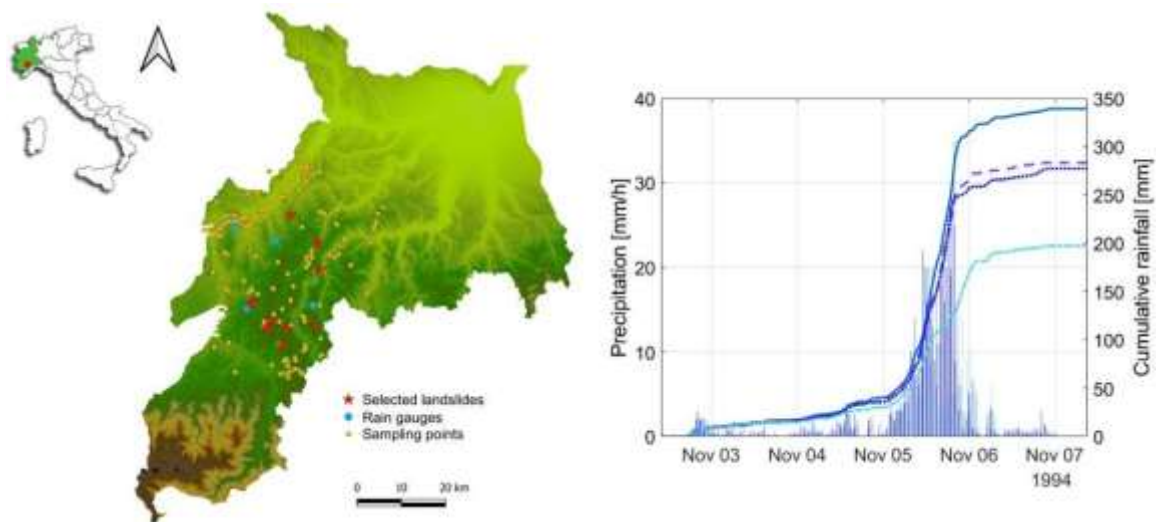 Selected landslides
Rain gauges
Sampling points
0 10 20 km
Precipitation [mm/h]
40
30
20
10
0
Cumulative rainfall [mm]
350
300
250
200
150
100
50
0
Nov 03 Nov 04 Nov 05 Nov 06 Nov 07
1994